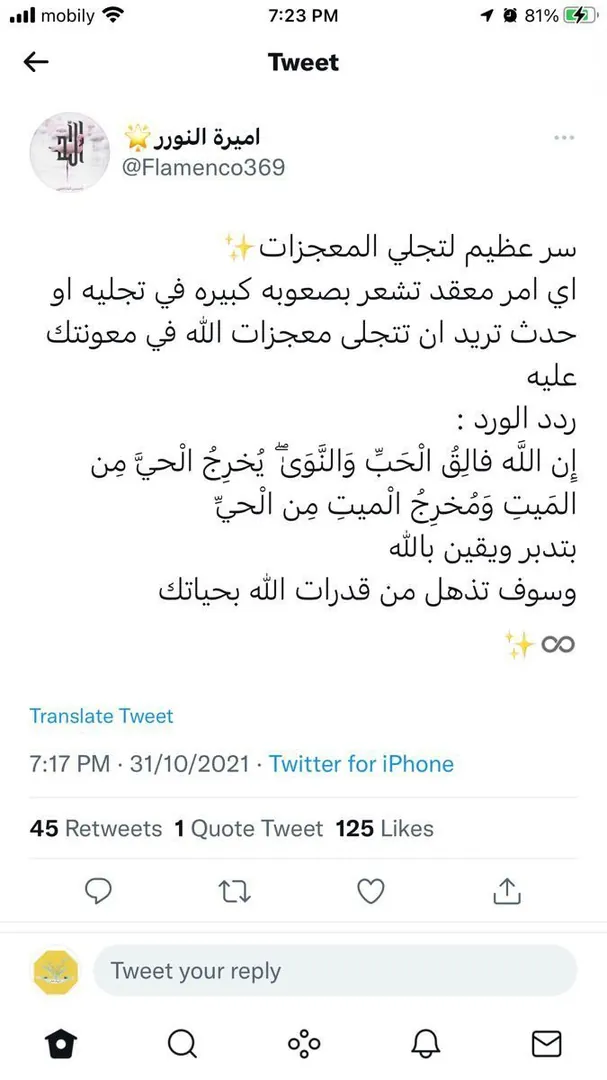 mobily 7:23 PM 81%
Tweet
اميرة النورر🌟
@Flamenco369
سر عظيم لتجلي المعجزات✨
اي امر معقد تشعر بصعوبه كبيره في تجليه او
حدث تريد ان تتجلى معجزات الله في معونتك
عليه
ردد الورد :
إِن اللَّه فالِقُ الْحَبِّ وَالنَّوَىٰ ۖ يُخرِجُ الْحيَّ مِن
المَيتِ وَمُخرِجُ الْميتِ مِن الْحيِّ
بتدبر ويقين بالله
وسوف تذهل من قدرات الله بحياتك
∞✨
Translate Tweet
7:17 PM · 31/10/2021 · Twitter for iPhone
45 Retweets 1 Quote Tweet 125 Likes
Tweet your reply